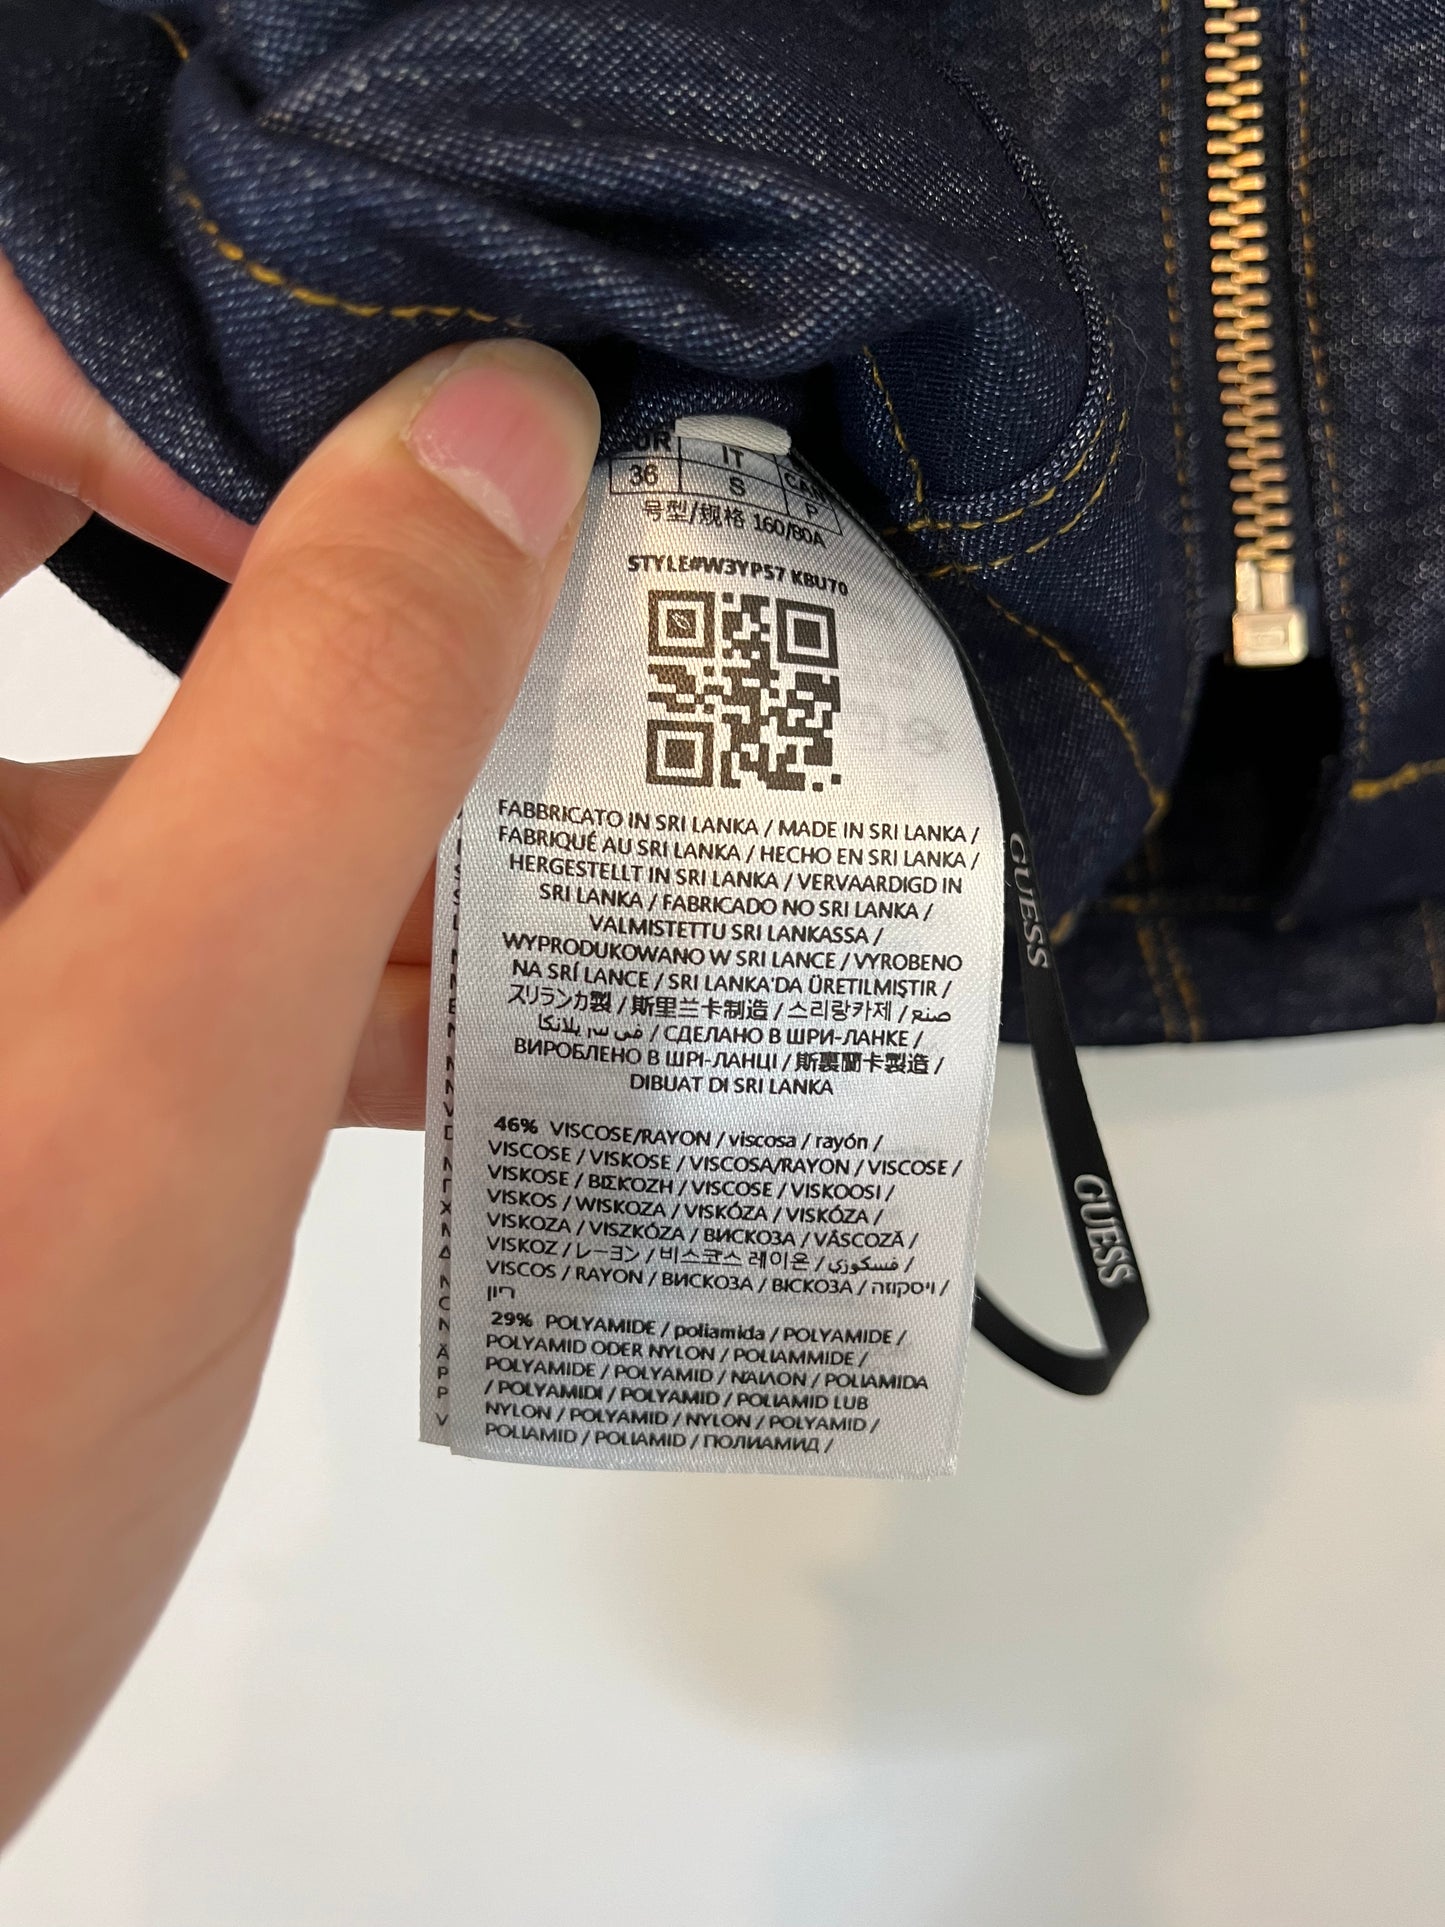 IT CAN
36 S P
号型/规格 160/80A
STYLE#W3YP57 KBU70
FABBRICATO IN SRI LANKA / MADE IN SRI LANKA /
FABRIQUÉ AU SRI LANKA / HECHO EN SRI LANKA /
HERGESTELLT IN SRI LANKA / VERVAARDIGD IN
SRI LANKA / FABRICADO NO SRI LANKA /
VALMISTETTU SRI LANKASSA /
WYPRODUKOWANO W SRI LANCE / VYROBENO
NA SRÍ LANCE / SRI LANKA'DA ÜRETILMIŞTIR /
スリランカ製 / 斯里兰卡制造 / 스리랑카제 / صنع
في سريلانكا / СДЕЛАНО В ШРИ-ЛАНКЕ /
ВИРОБЛЕНО В ШРІ-ЛАНЦІ / 斯裏蘭卡製造 /
DIBUAT DI SRI LANKA
46% VISCOSE/RAYON / viscosa / rayón /
VISCOSE / VISKOSE / VISCOSA/RAYON / VISCOSE /
VISKOSE / ΒΙΣΚΟΖΗ / VISCOSE / VISKOOSI /
VISKOS / WISKOZA / VISKÓZA / VISKÓZA /
VISKOZA / VISZKÓZA / ВИСКОЗА / VÂSCOZĂ /
VISKOZ / レーヨン / 비스코스 레이온 / فسكوزي /
VISCOS / RAYON / ВИСКОЗА / ВІСКОЗА / ויסקוזה /
ריון
29% POLYAMIDE / poliamida / POLYAMIDE /
POLYAMID ODER NYLON / POLIAMMIDE /
POLYAMIDE / POLYAMID / ΝΑΙΛΟΝ / POLIAMIDA
/ POLYAMIDI / POLYAMID / POLIAMID LUB
NYLON / POLYAMID / NYLON / POLYAMID /
POLIAMID / POLIAMID / ПОЛИАМИД /
GUESS
GUESS